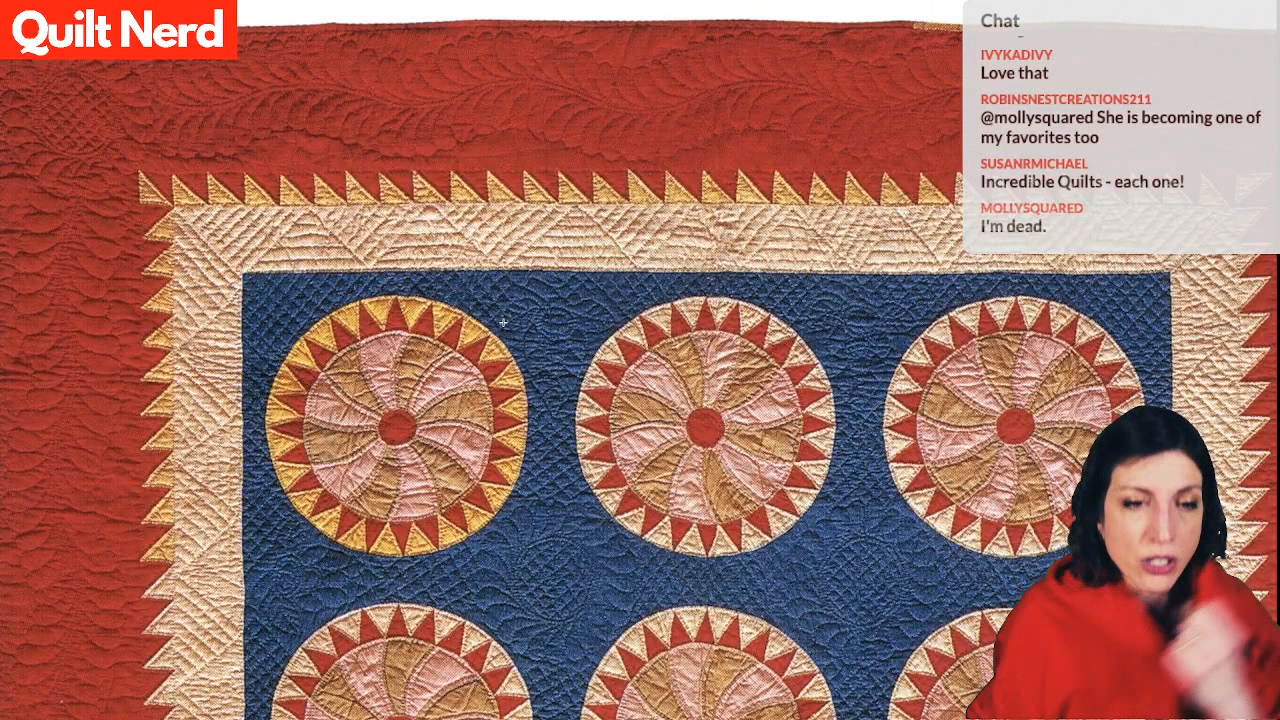 Quilt Nerd
Chat
IVYKADIVY
Love that
ROBINSNESTCREATIONS211
@mollysquared She is becoming one of
my favorites too
SUSANRMICHAEL
Incredible Quilts - each one!
MOLLYSQUARED
I'm dead.